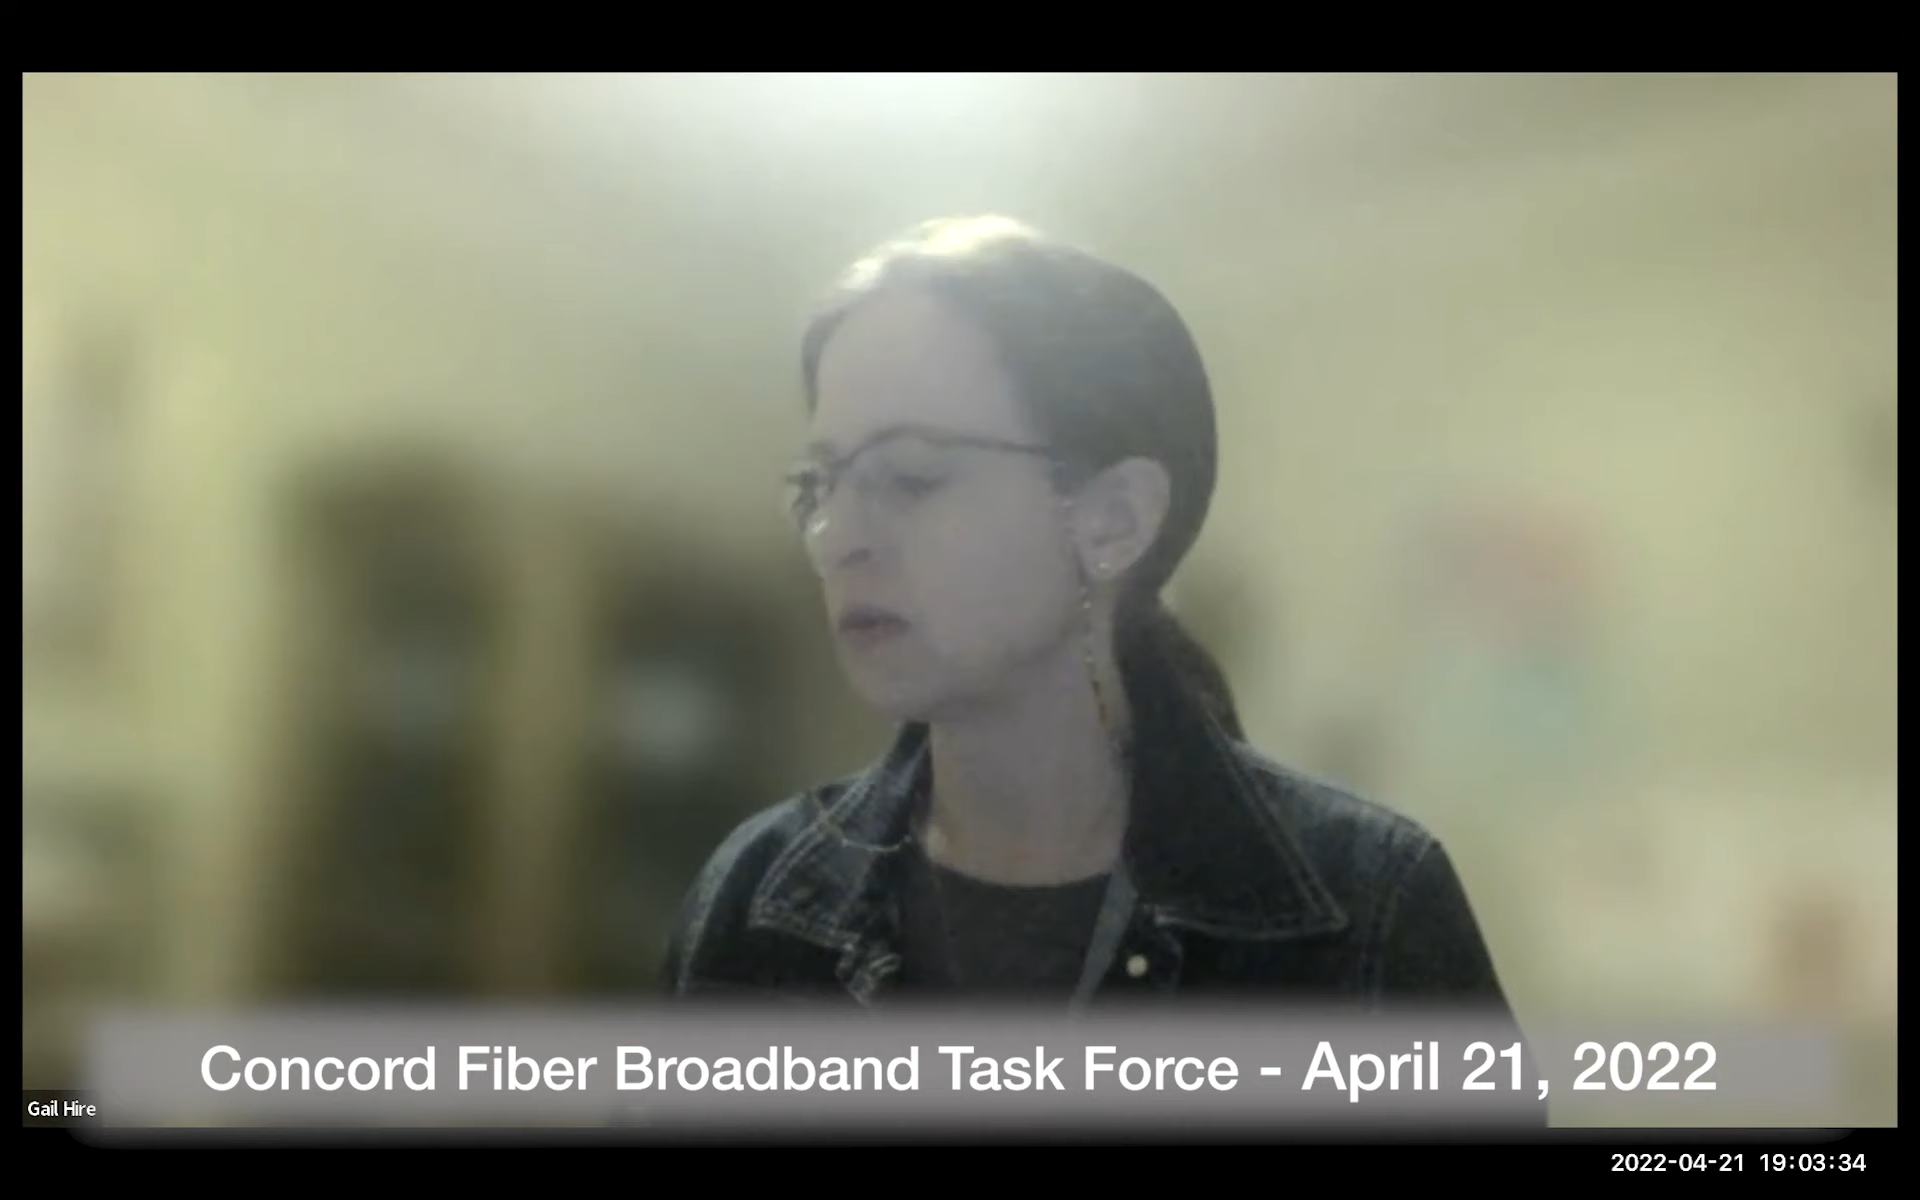 Concord Fiber Broadband Task Force - April 21, 2022
Gail Hire
2022-04-21 19:03:34